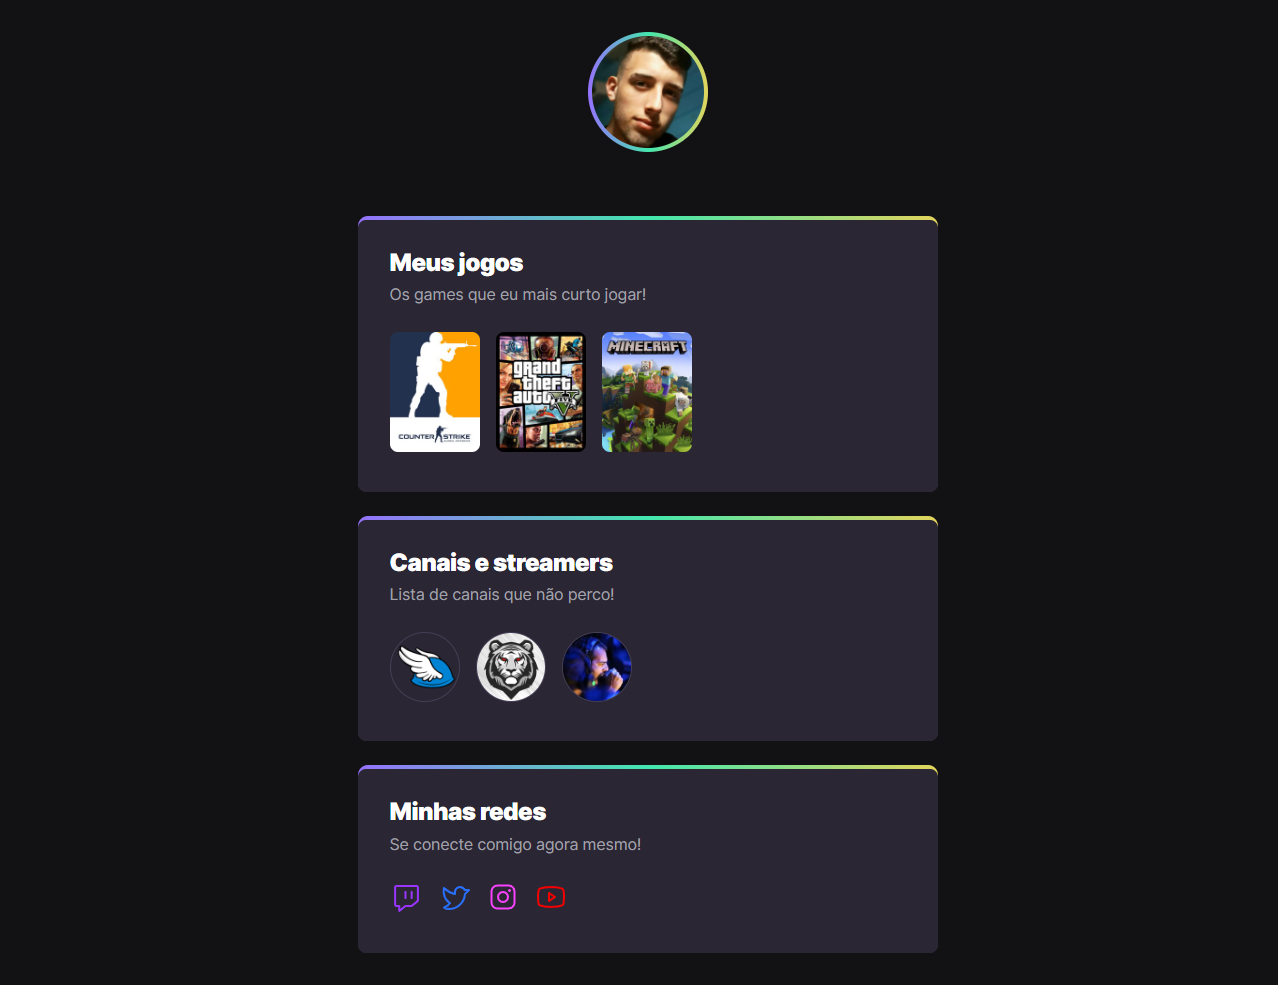 Meus jogos
Os games que eu mais curto jogar!
COUNTER STRIKE
grand
theft
auto
MINECRAFT
Canais e streamers
Lista de canais que não perco!
Minhas redes
Se conecte comigo agora mesmo!